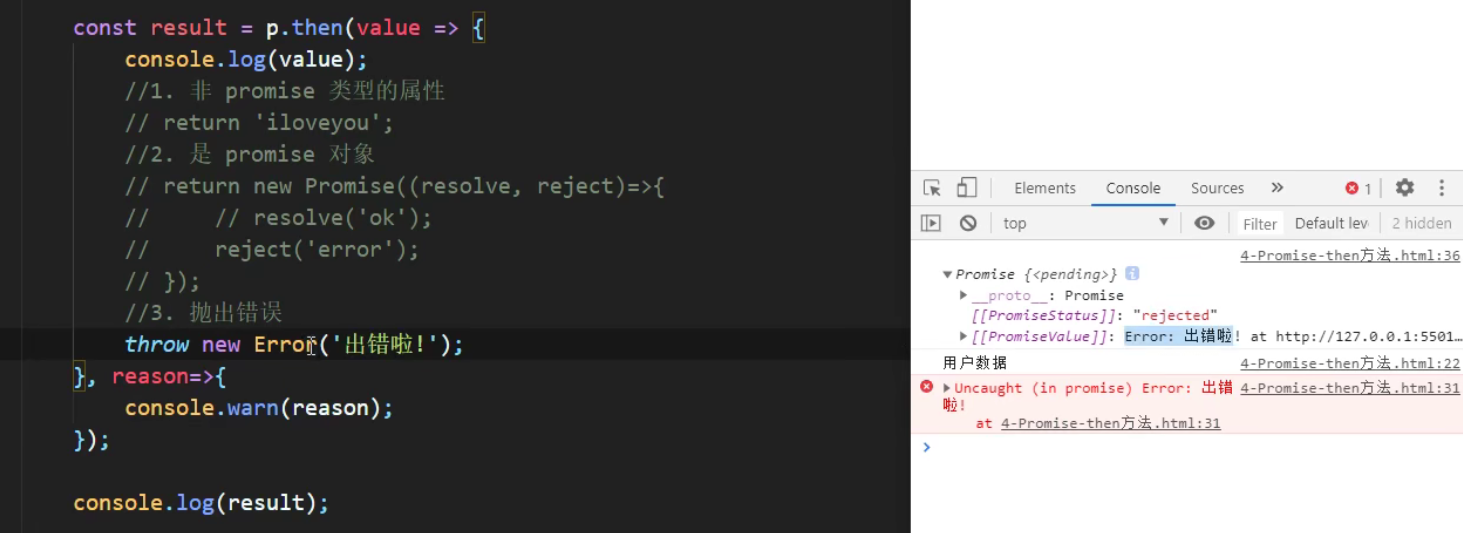 const result = p.then(value => {
console.log(value);
//1. 非 promise 类型的属性
// return 'iloveyou';
//2. 是 promise 对象
// return new Promise((resolve, reject)=>{
//     // resolve('ok');
//     reject('error');
// });
//3. 抛出错误
throw new Error('出错啦!');
}, reason=>{
console.warn(reason);
});
console.log(result);
Elements Console Sources » 1
top Filter Default lev 2 hidden
4-Promise-then方法.html:36
Promise {<pending>}
__proto__: Promise
[[PromiseStatus]]: "rejected"
[[PromiseValue]]: Error: 出错啦! at http://127.0.0.1:5501…
用户数据 4-Promise-then方法.html:22
Uncaught (in promise) Error: 出错 4-Promise-then方法.html:31
啦!
at 4-Promise-then方法.html:31